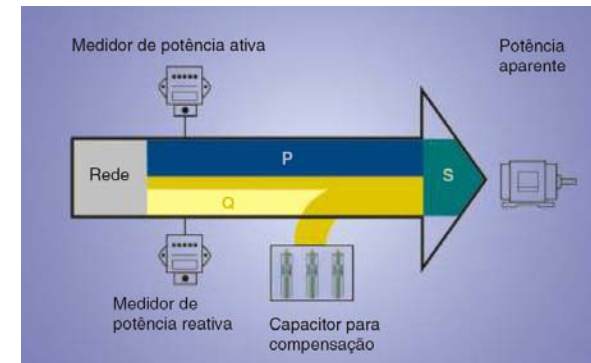 Medidor de potência ativa
Potência
aparente
Rede
P
S
Q
Medidor de
potência reativa
Capacitor para
compensação